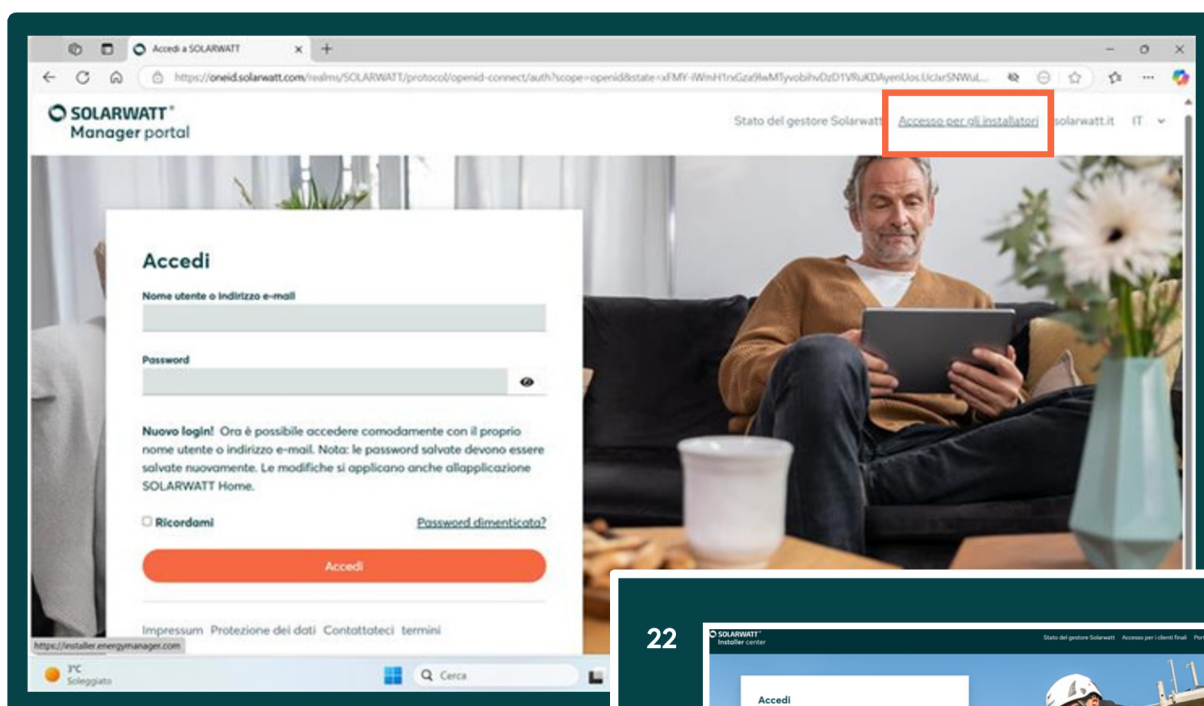 Accedi a SOLARWATT
https://oneid.solarwatt.com/realms/SOLARWATT/protocol/openid-connect/auth?scope=openid&state=
SOLARWATT®
Manager portal
Stato del gestore Solarwatt Accesso per gli installatori solarwatt.it IT
Accedi
Nome utente o indirizzo e-mail
Password
Nuovo login! Ora è possibile accedere comodamente con il proprio
nome utente o indirizzo e-mail. Nota: le password salvate devono essere
salvate nuovamente. Le modifiche si applicano anche allapplicazione
SOLARWATT Home.
Ricordami Password dimenticata?
Accedi
Impressum Protezione dei dati Contattateci termini
https://installer.energymanager.com
3°C
Soleggiato
Cerca
22
SOLARWATT®
Installer center
Stato del gestore Solarwatt Accesso per i clienti finali
Accedi